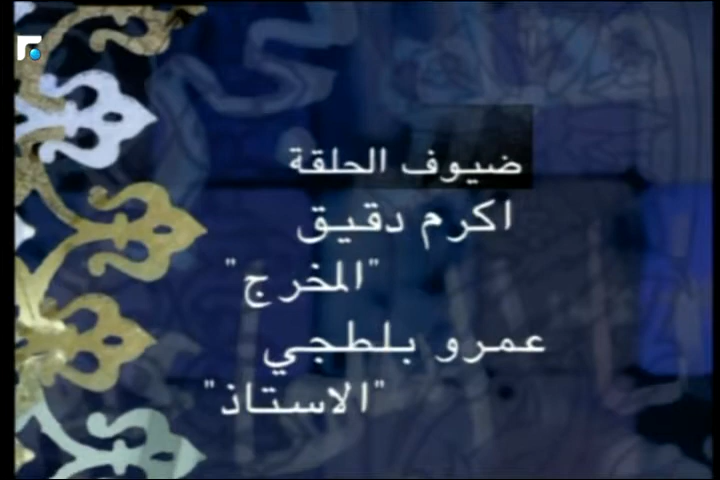 ضيوف الحلقة
اكرم دقيق
"المخرج"
عمرو بلطجي
"الاستاذ"